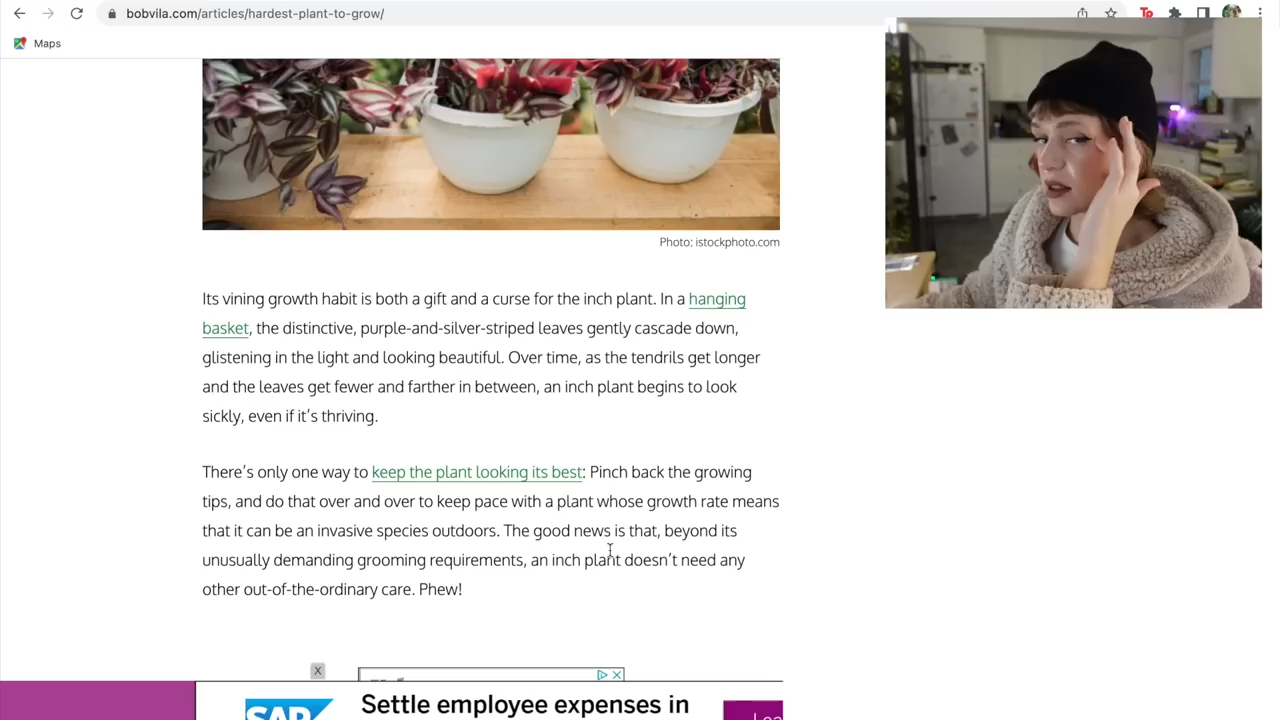 bobvila.com/articles/hardest-plant-to-grow/
Maps
Photo: istockphoto.com
Its vining growth habit is both a gift and a curse for the inch plant. In a hanging
basket, the distinctive, purple-and-silver-striped leaves gently cascade down,
glistening in the light and looking beautiful. Over time, as the tendrils get longer
and the leaves get fewer and farther in between, an inch plant begins to look
sickly, even if it's thriving.
There's only one way to keep the plant looking its best: Pinch back the growing
tips, and do that over and over to keep pace with a plant whose growth rate means
that it can be an invasive species outdoors. The good news is that, beyond its
unusually demanding grooming requirements, an inch plant doesn't need any
other out-of-the-ordinary care. Phew!
X
SAP
Settle employee expenses in